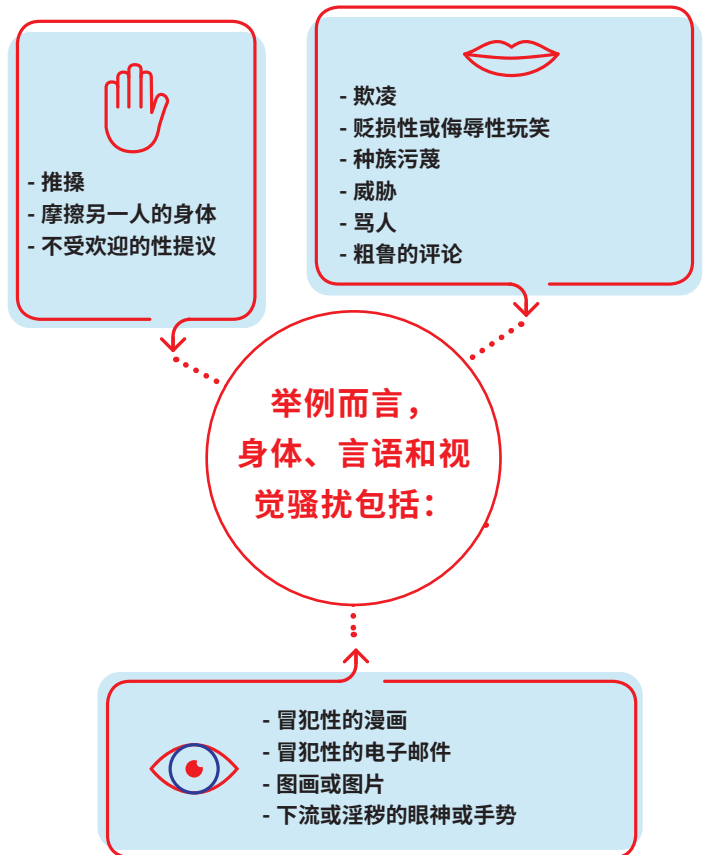 - 推搡
- 摩擦另一人的身体
- 不受欢迎的性提议
- 欺凌
- 贬损性或侮辱性玩笑
- 种族污蔑
- 威胁
- 骂人
- 粗鲁的评论
举例而言，
身体、言语和视
觉骚扰包括：
- 冒犯性的漫画
- 冒犯性的电子邮件
- 图画或图片
- 下流或淫秽的眼神或手势